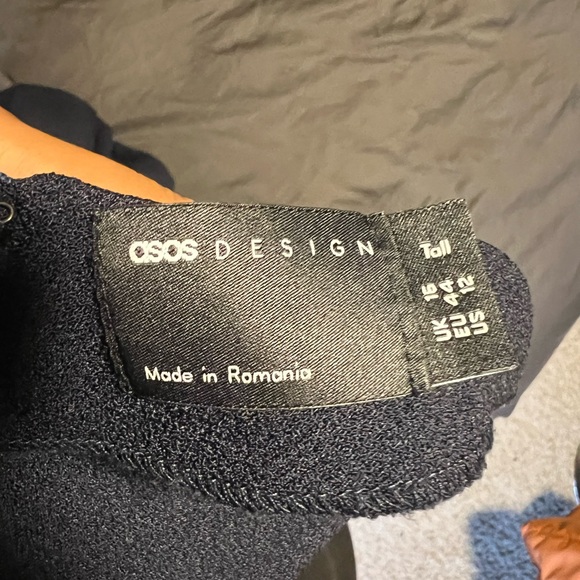 asos DESIGN
Made in Romania
Tall
UK 16
EU 44
US 12